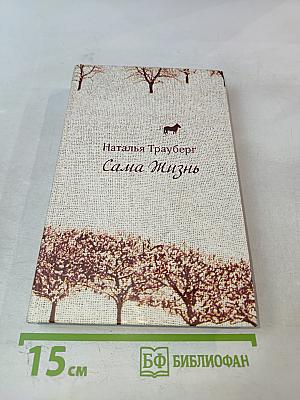 Наталья Трауберг
Сама Жизнь
15 см
БФ БИБЛИОФАН